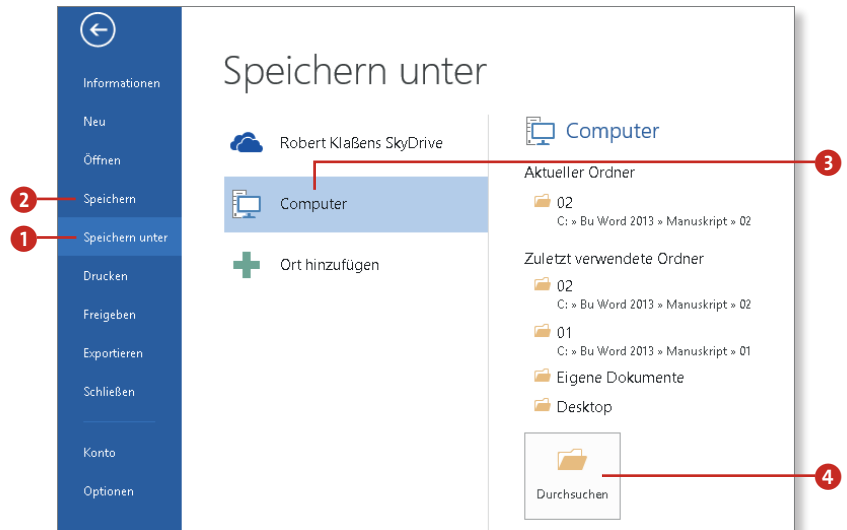 Informationen
Neu
Öffnen
2 Speichern
1 Speichern unter
Drucken
Freigeben
Exportieren
Schließen
Konto
Optionen
Speichern unter
Robert Klaßens SkyDrive
Computer
Ort hinzufügen
Computer
3
Aktueller Ordner
02
C: » Bu Word 2013 » Manuskript » 02
Zuletzt verwendete Ordner
02
C: » Bu Word 2013 » Manuskript » 02
01
C: » Bu Word 2013 » Manuskript » 01
Eigene Dokumente
Desktop
Durchsuchen
4